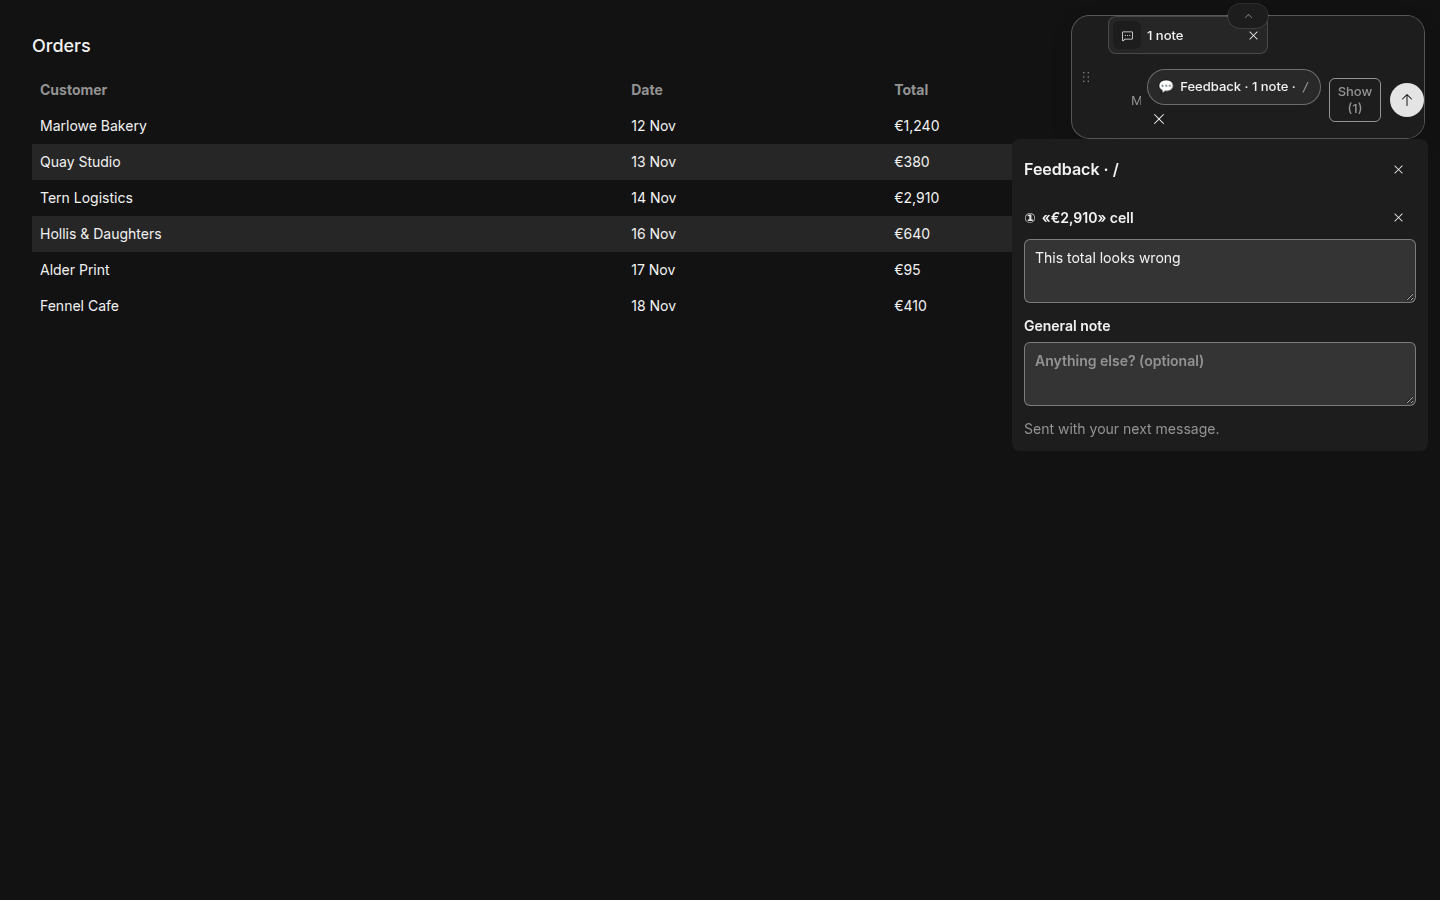 Orders
Customer Date Total
Marlowe Bakery 12 Nov €1,240
Quay Studio 13 Nov €380
Tern Logistics 14 Nov €2,910
Hollis & Daughters 16 Nov €640
Alder Print 17 Nov €95
Fennel Cafe 18 Nov €410
1 note
M
Feedback · 1 note · /
Show
(1)
Feedback · /
① «€2,910» cell
This total looks wrong
General note
Anything else? (optional)
Sent with your next message.